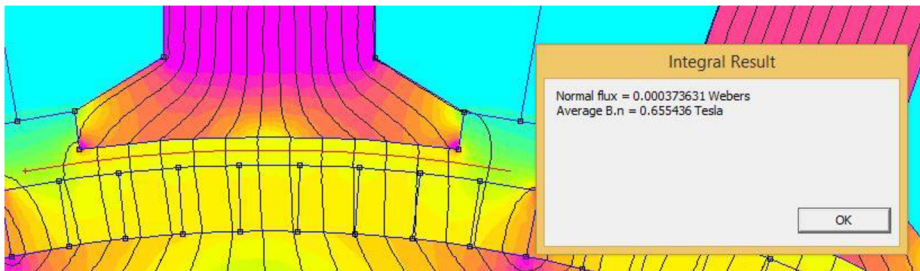 Integral Result
Normal flux = 0.000373631 Webers
Average B.n = 0.655436 Tesla
OK